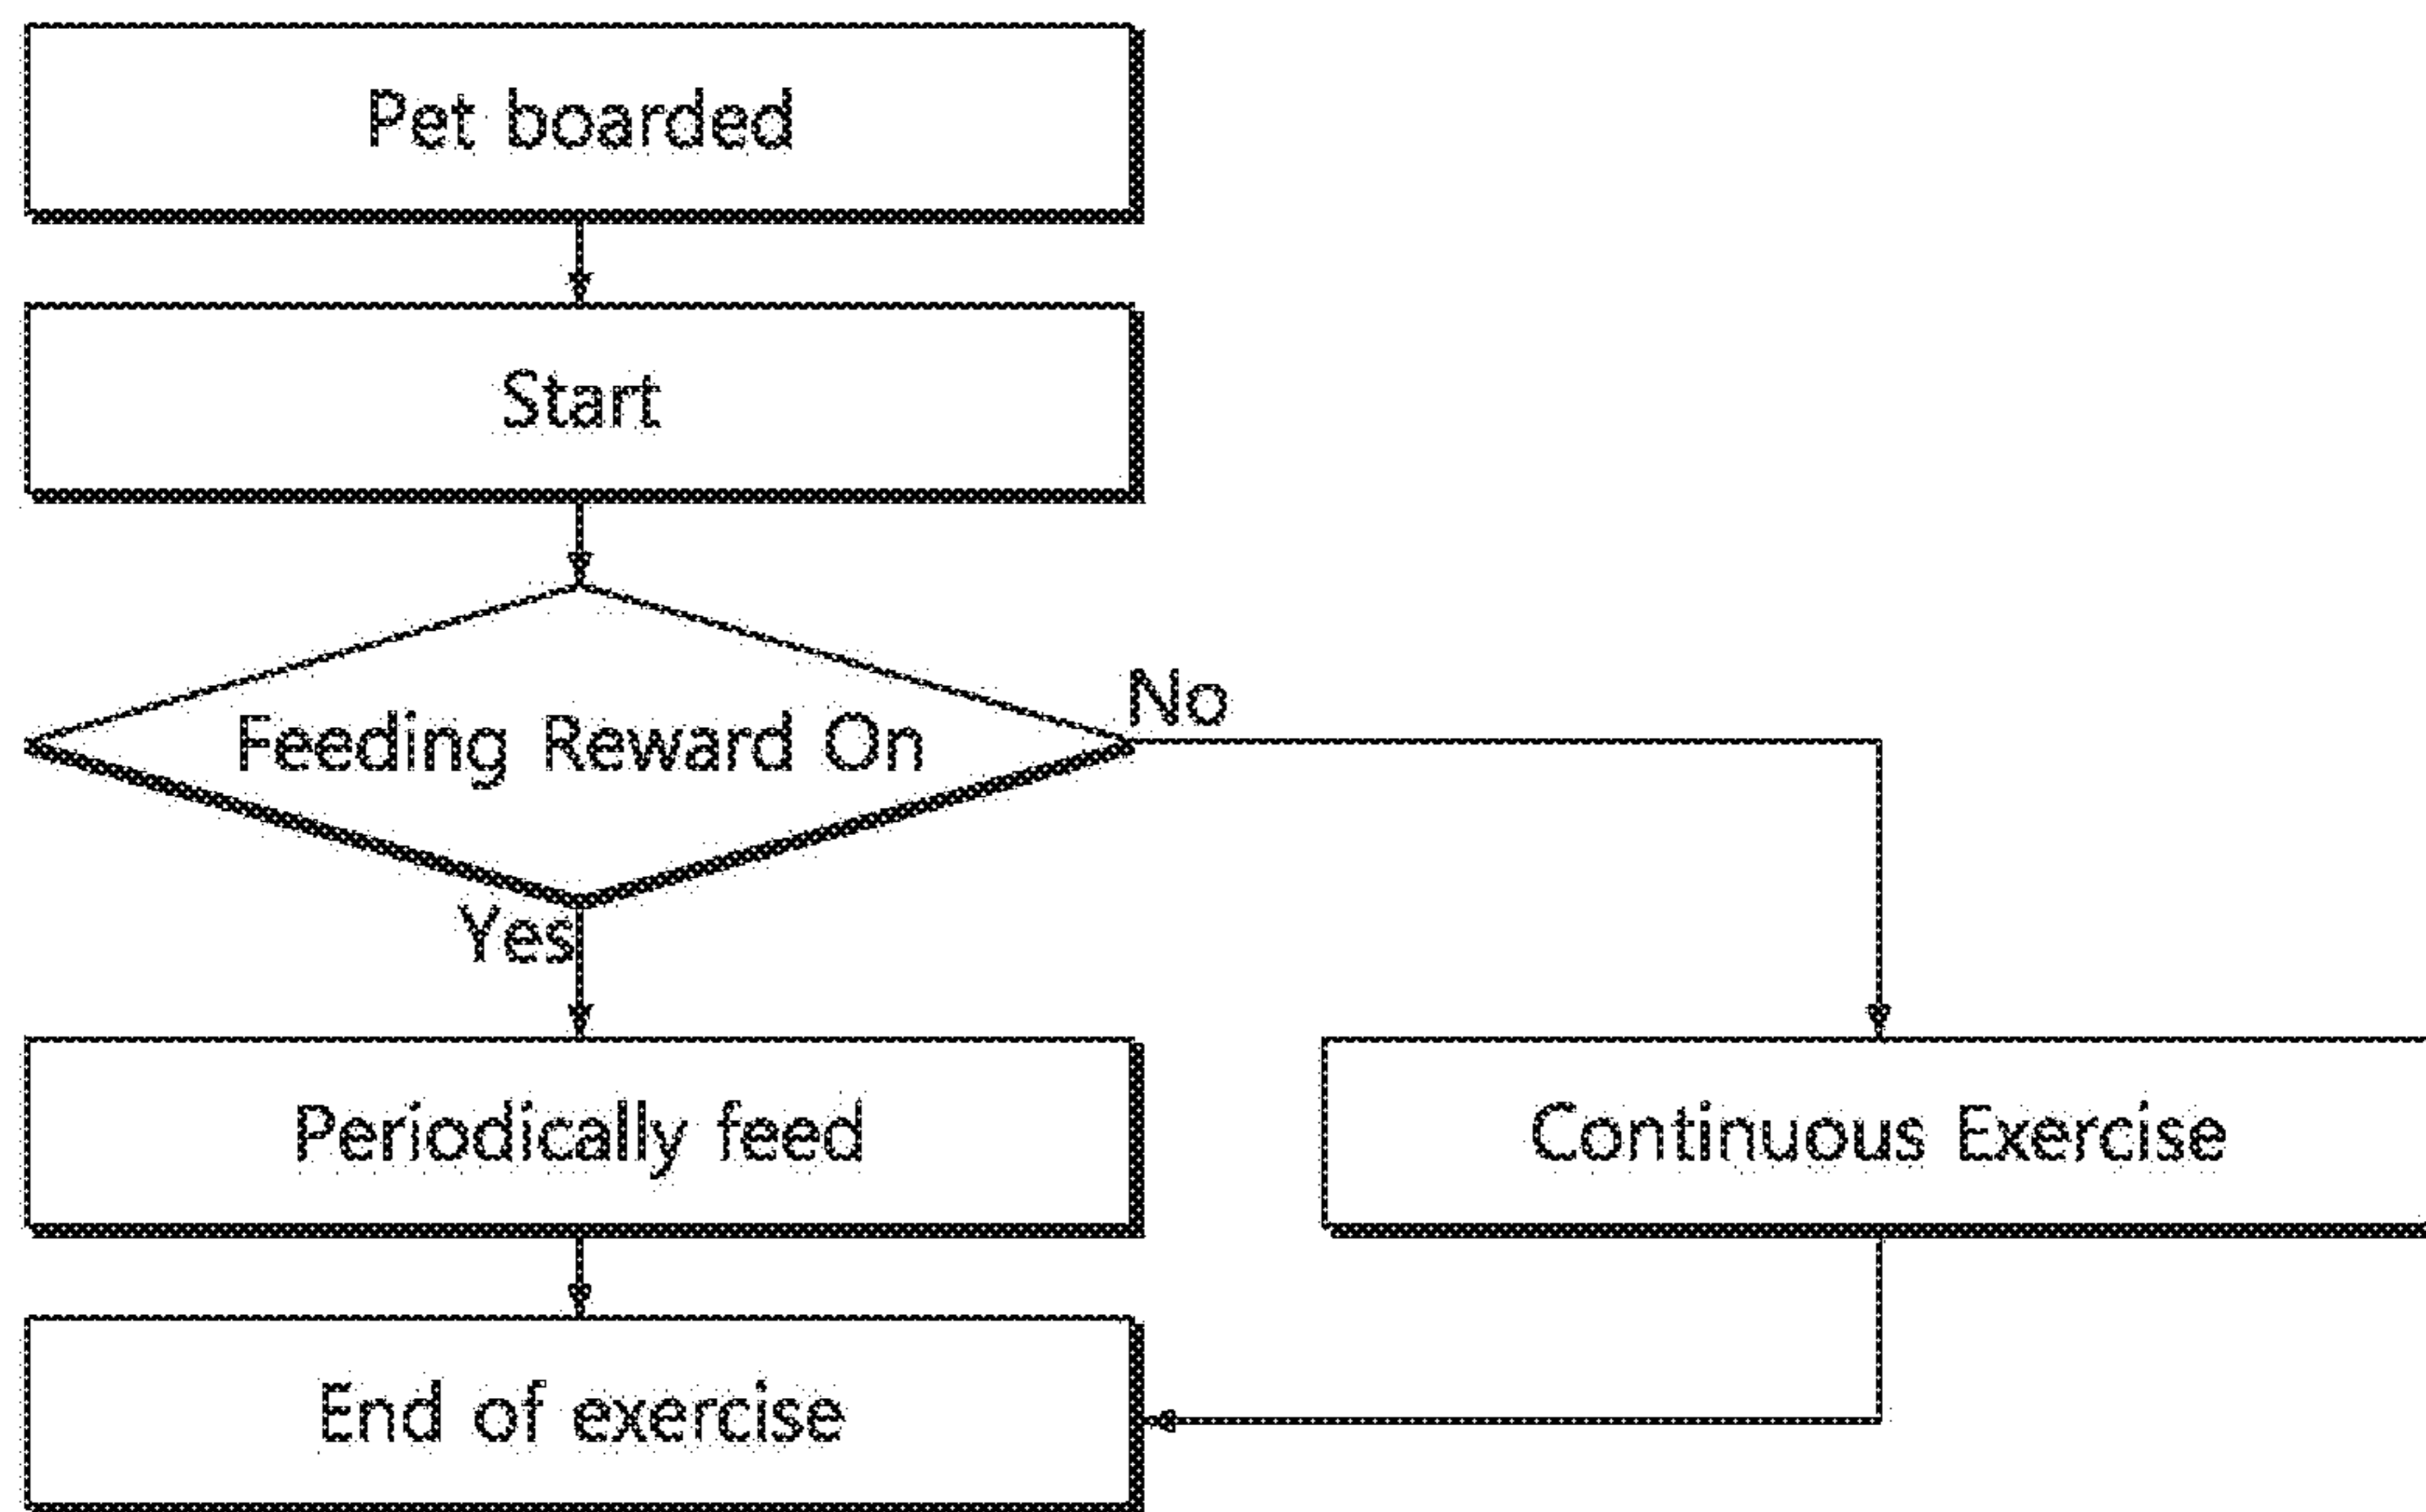 Pet boarded
Start
Feeding Reward On
No
Yes
Periodically feed
Continuous Exercise
End of exercise